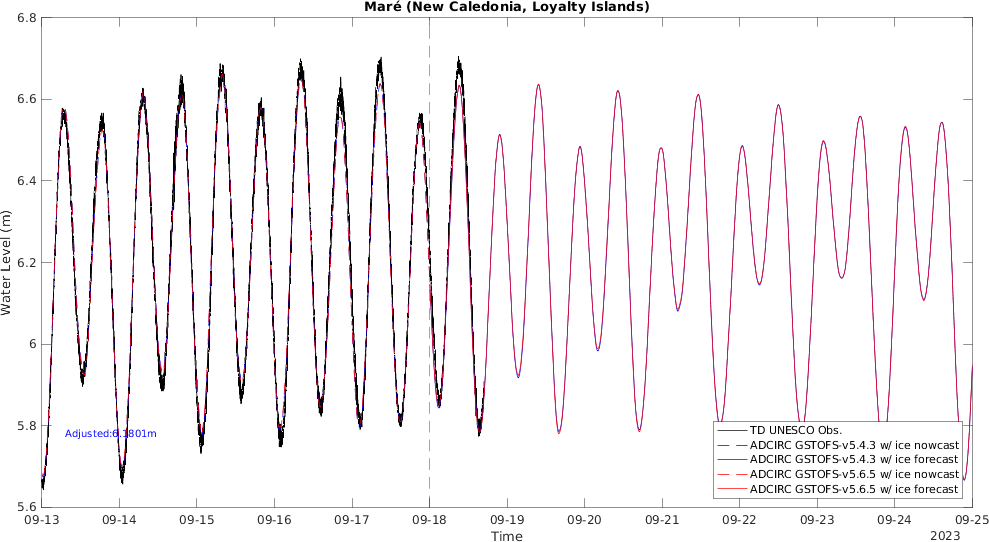 Maré (New Caledonia, Loyalty Islands)
6.8
6.6
6.4
6.2
6
5.8
5.6
Water Level (m)
Adjusted:6.1801m
TD UNESCO Obs.
ADCIRC GSTOFS-v5.4.3 w/ ice nowcast
ADCIRC GSTOFS-v5.4.3 w/ ice forecast
ADCIRC GSTOFS-v5.6.5 w/ ice nowcast
ADCIRC GSTOFS-v5.6.5 w/ ice forecast
09-13 09-14 09-15 09-16 09-17 09-18 09-19 09-20 09-21 09-22 09-23 09-24 09-25
Time
2023